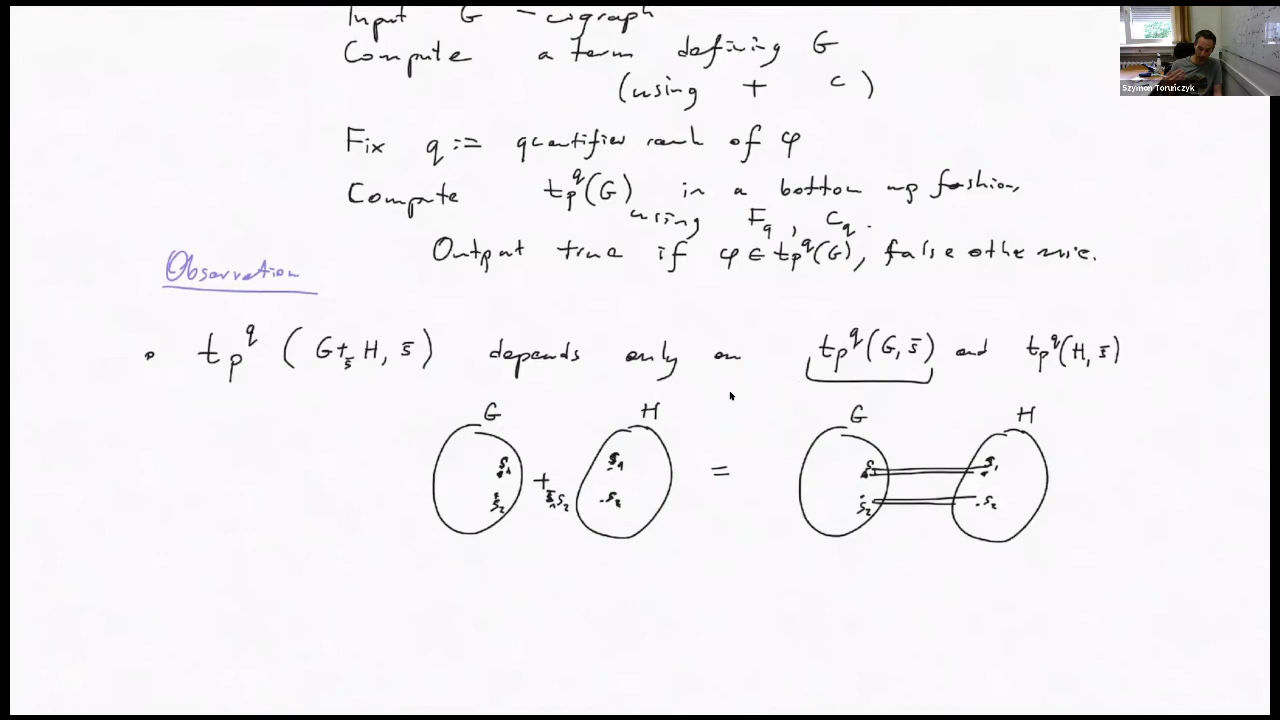 Input G - cograph
Compute a term defining G
(using + c)
Fix q := quantifier rank of φ
Compute tp^q(G) in a bottom up fashion,
using F_q, C_q.
Output true if φ ∈ tp^q(G), false otherwise.
Observation
• tp^q (G +_s̄ H, s̄) depends only on tp^q(G, s̄) and tp^q(H, s̄)
G H G H
s₁ s₁ s₁ s₁
+ =
s₂ s₂ s₂ s₂ s₂
Szymon Toruńczyk